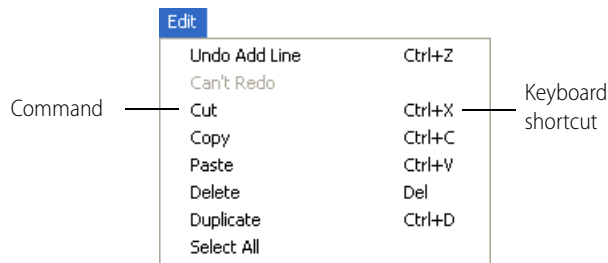 Edit
Undo Add Line Ctrl+Z
Can't Redo
Command Cut Ctrl+X Keyboard shortcut
Copy Ctrl+C
Paste Ctrl+V
Delete Del
Duplicate Ctrl+D
Select All